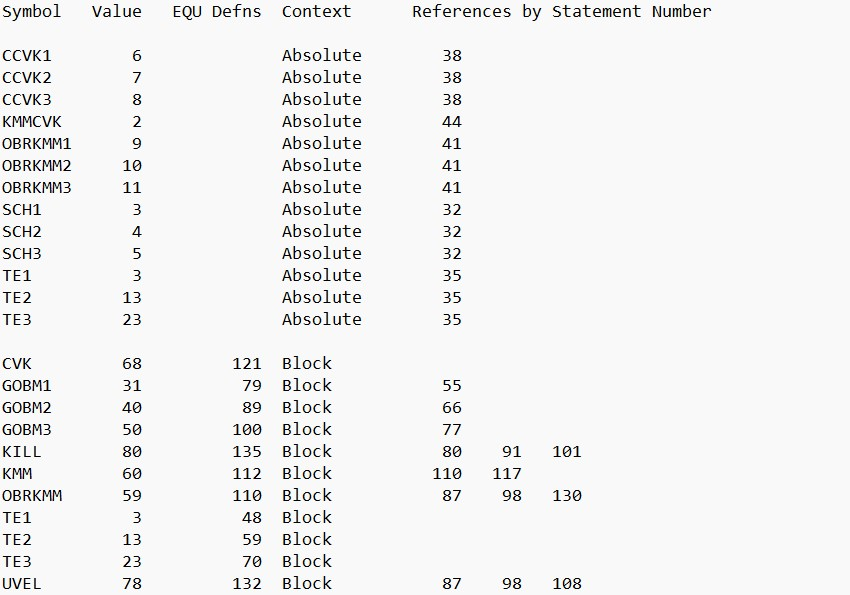 Symbol Value EQU Defns Context References by Statement Number
CCVK1 6 Absolute 38
CCVK2 7 Absolute 38
CCVK3 8 Absolute 38
KMMCVK 2 Absolute 44
OBRKMM1 9 Absolute 41
OBRKMM2 10 Absolute 41
OBRKMM3 11 Absolute 41
SCH1 3 Absolute 32
SCH2 4 Absolute 32
SCH3 5 Absolute 32
TE1 3 Absolute 35
TE2 13 Absolute 35
TE3 23 Absolute 35
CVK 68 121 Block
GOBM1 31 79 Block 55
GOBM2 40 89 Block 66
GOBM3 50 100 Block 77
KILL 80 135 Block 80 91 101
KMM 60 112 Block 110 117
OBRKMM 59 110 Block 87 98 130
TE1 3 48 Block
TE2 13 59 Block
TE3 23 70 Block
UVEL 78 132 Block 87 98 108